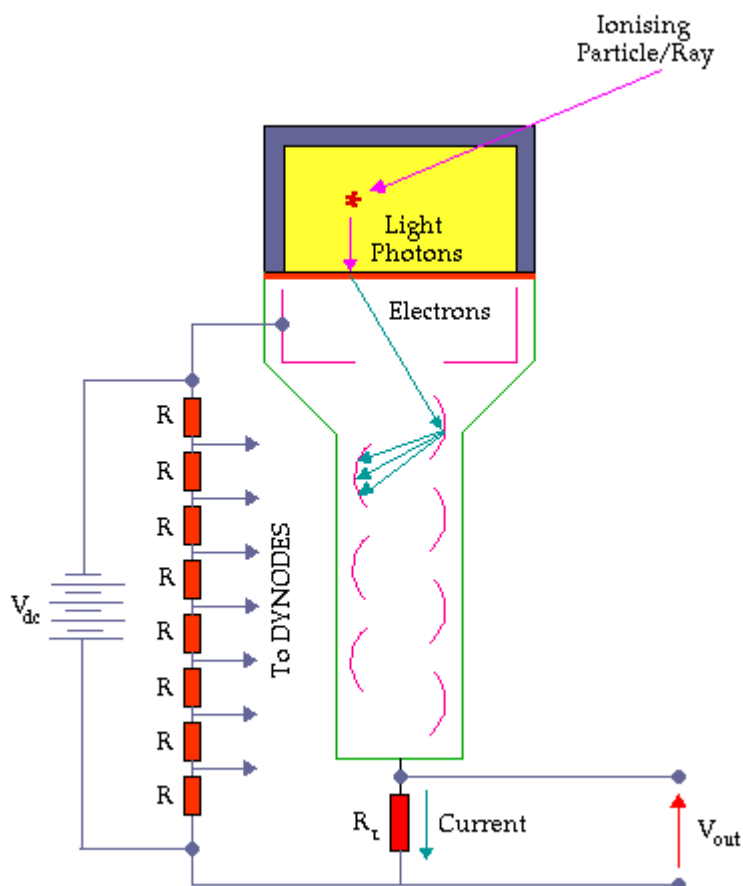 Ionising
Particle/Ray
Light
Photons
Electrons
R
R
R
R
R
R
R
R
To DYNODES
Vdc
RL
Current
Vout